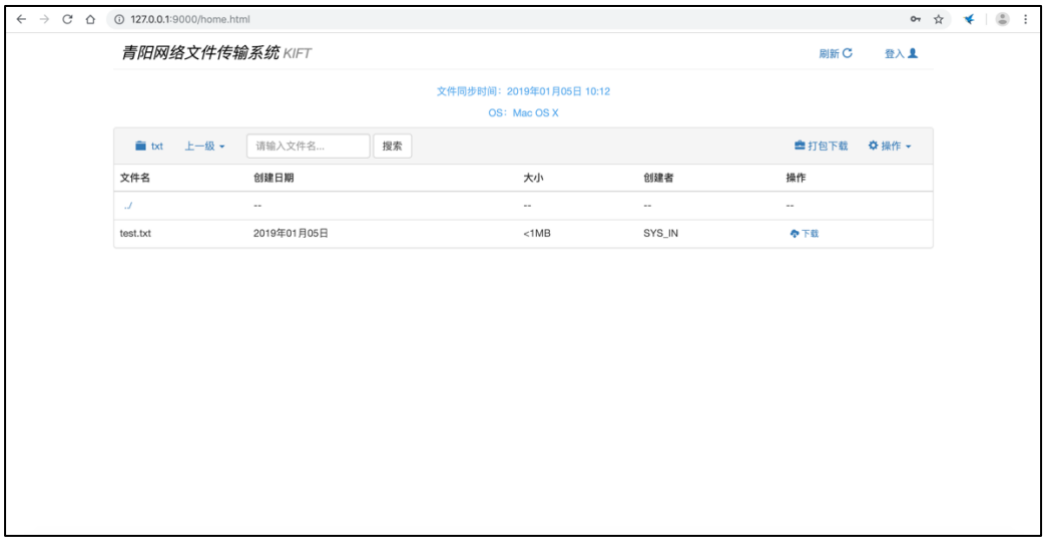 127.0.0.1:9000/home.html
青阳网络文件传输系统 KIFT 刷新 登入
文件同步时间：2019年01月05日 10:12
OS：Mac OS X
txt 上一级 请输入文件名... 搜索 打包下载 操作
文件名 创建日期 大小 创建者 操作
../ -- -- -- --
test.txt 2019年01月05日 <1MB SYS_IN 下载